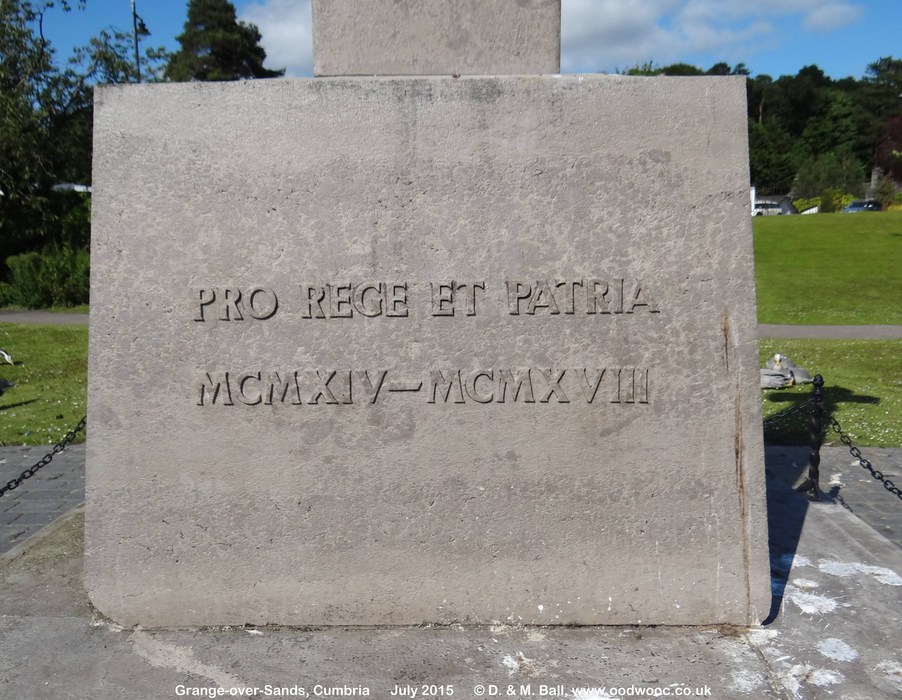 PRO REGE ET PATRIA
MCMXIV—MCMXVIII
Grange-over-Sands, Cumbria July 2015 © D. & M. Ball, www.oodwooc.co.uk